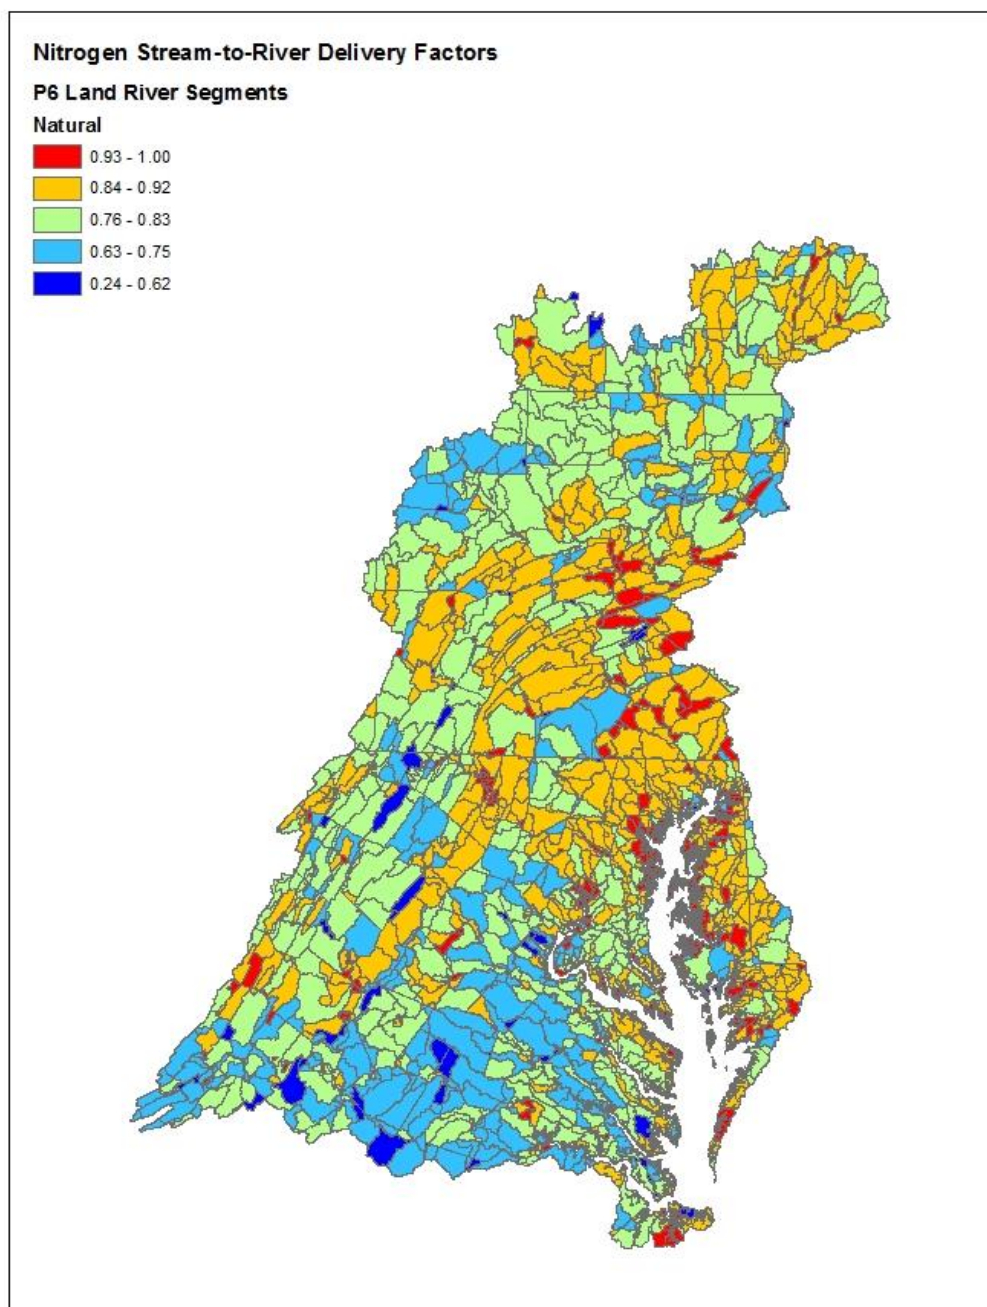 Nitrogen Stream-to-River Delivery Factors
P6 Land River Segments
Natural
0.93 - 1.00
0.84 - 0.92
0.76 - 0.83
0.63 - 0.75
0.24 - 0.62